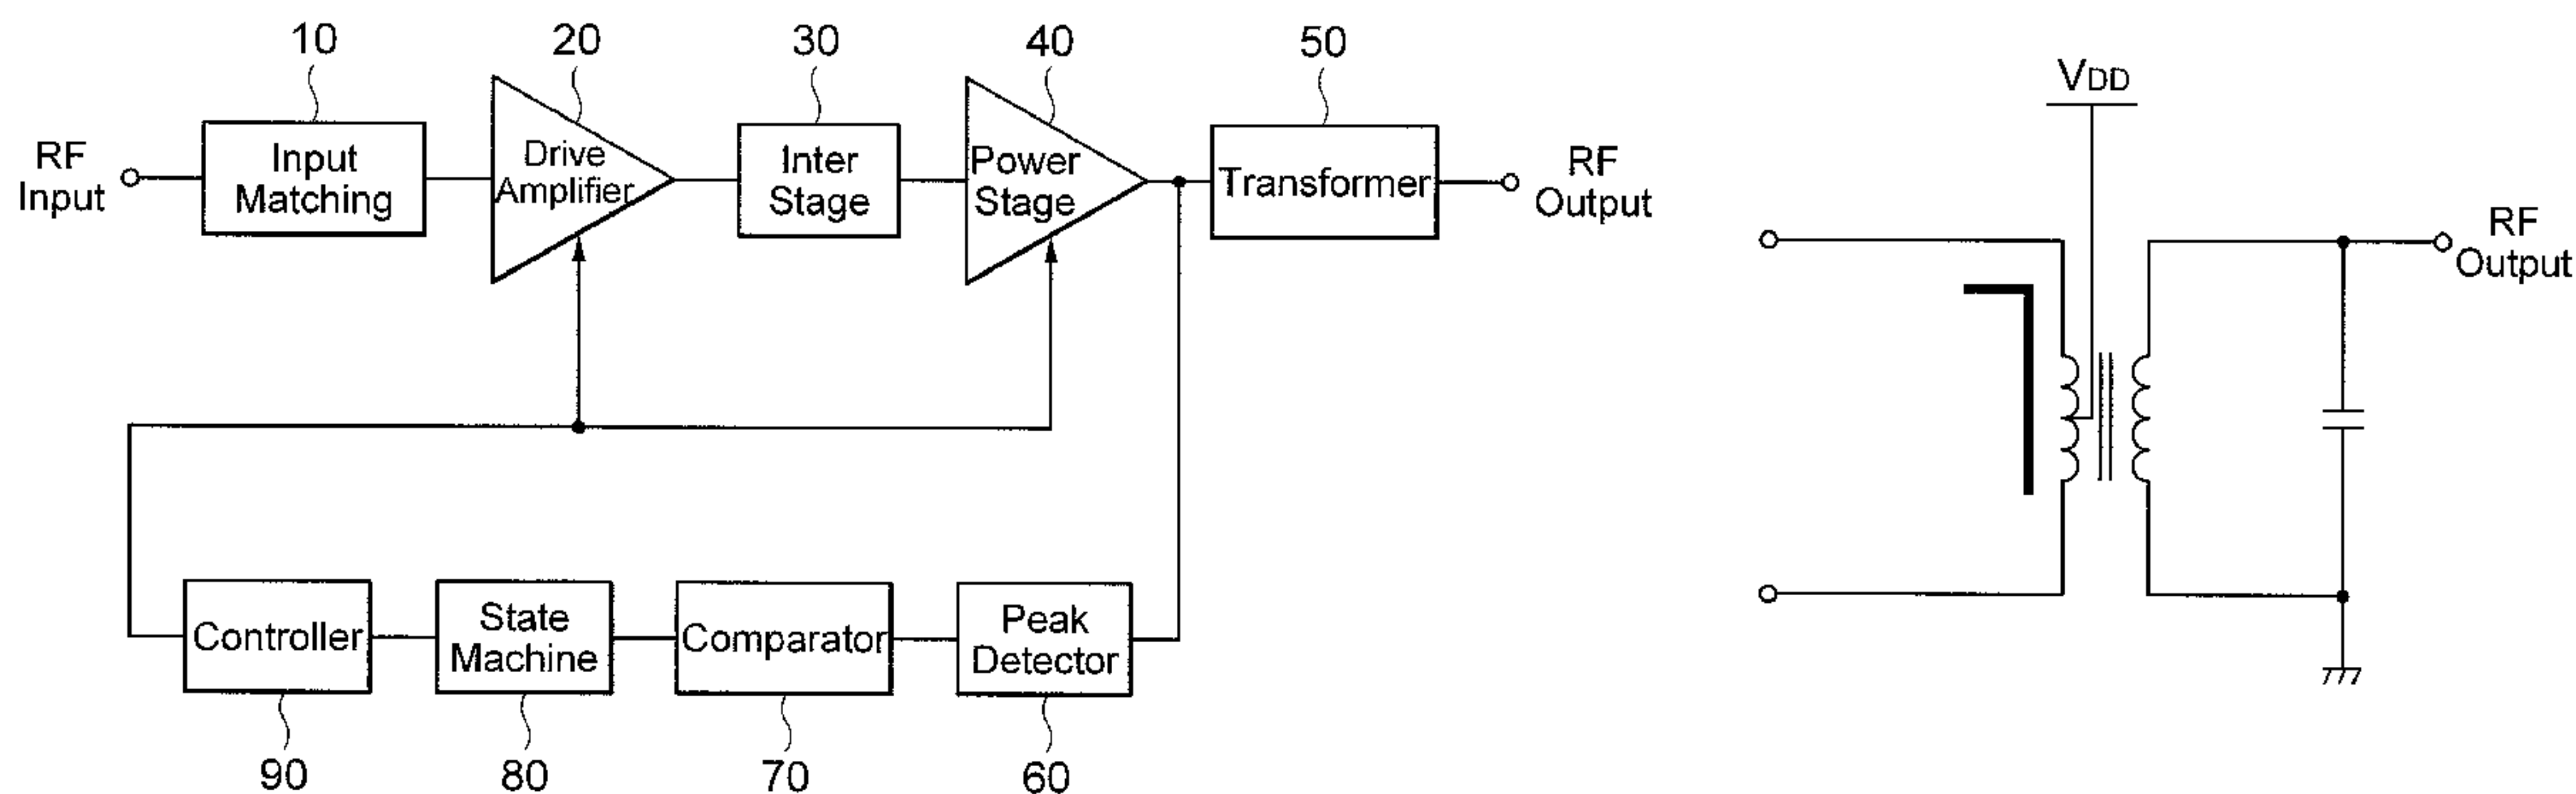 10
20
30
40
50
RF
Input
Input
Matching
Drive
Amplifier
Inter
Stage
Power
Stage
Transformer
RF
Output
Controller
State
Machine
Comparator
Peak
Detector
90
80
70
60
VDD
RF
Output